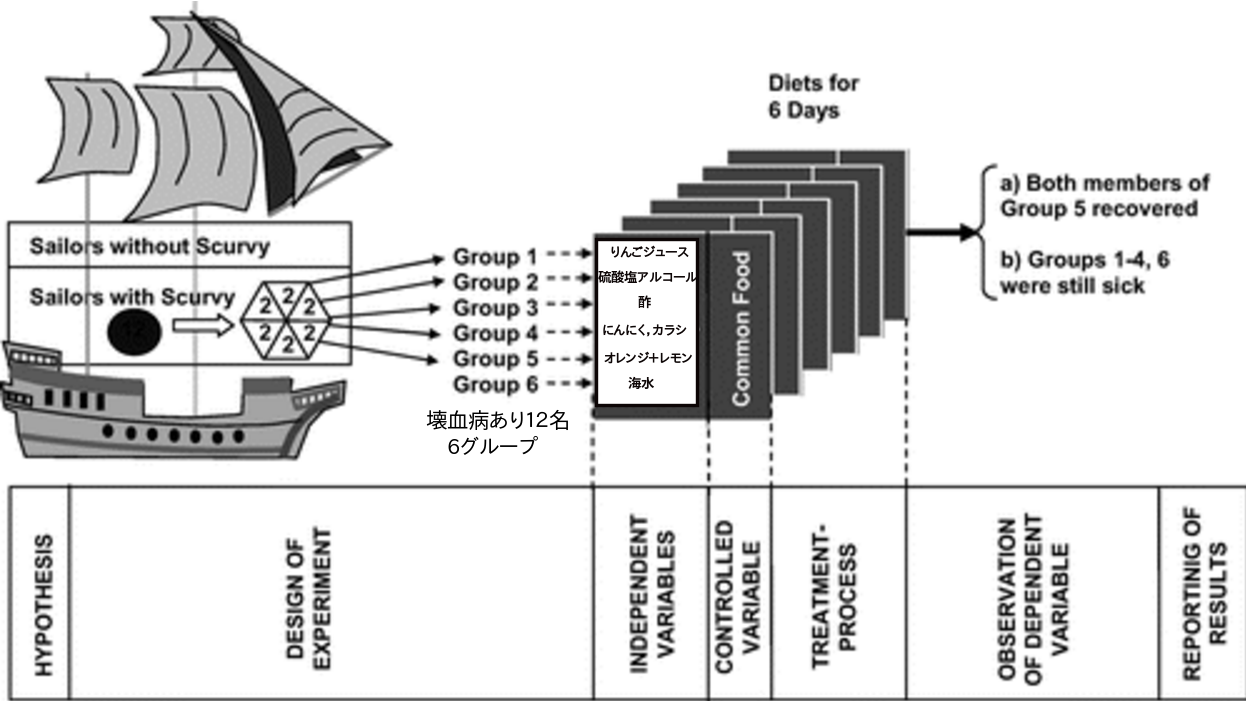 Diets for
6 Days
Sailors without Scurvy
Sailors with Scurvy
12
2
2
2
2
2
2
Group 1
Group 2
Group 3
Group 4
Group 5
Group 6
壊血病あり12名
6グループ
りんごジュース
硫酸塩アルコール
酢
にんにく,カラシ
オレンジ+レモン
海水
Common Food
a) Both members of
Group 5 recovered
b) Groups 1-4, 6
were still sick
HYPOTHESIS
DESIGN OF
EXPERIMENT
INDEPENDENT
VARIABLES
CONTROLLED
VARIABLE
TREATMENT-
PROCESS
OBSERVATION
OF DEPENDENT
VARIABLE
REPORTINIG OF
RESULTS